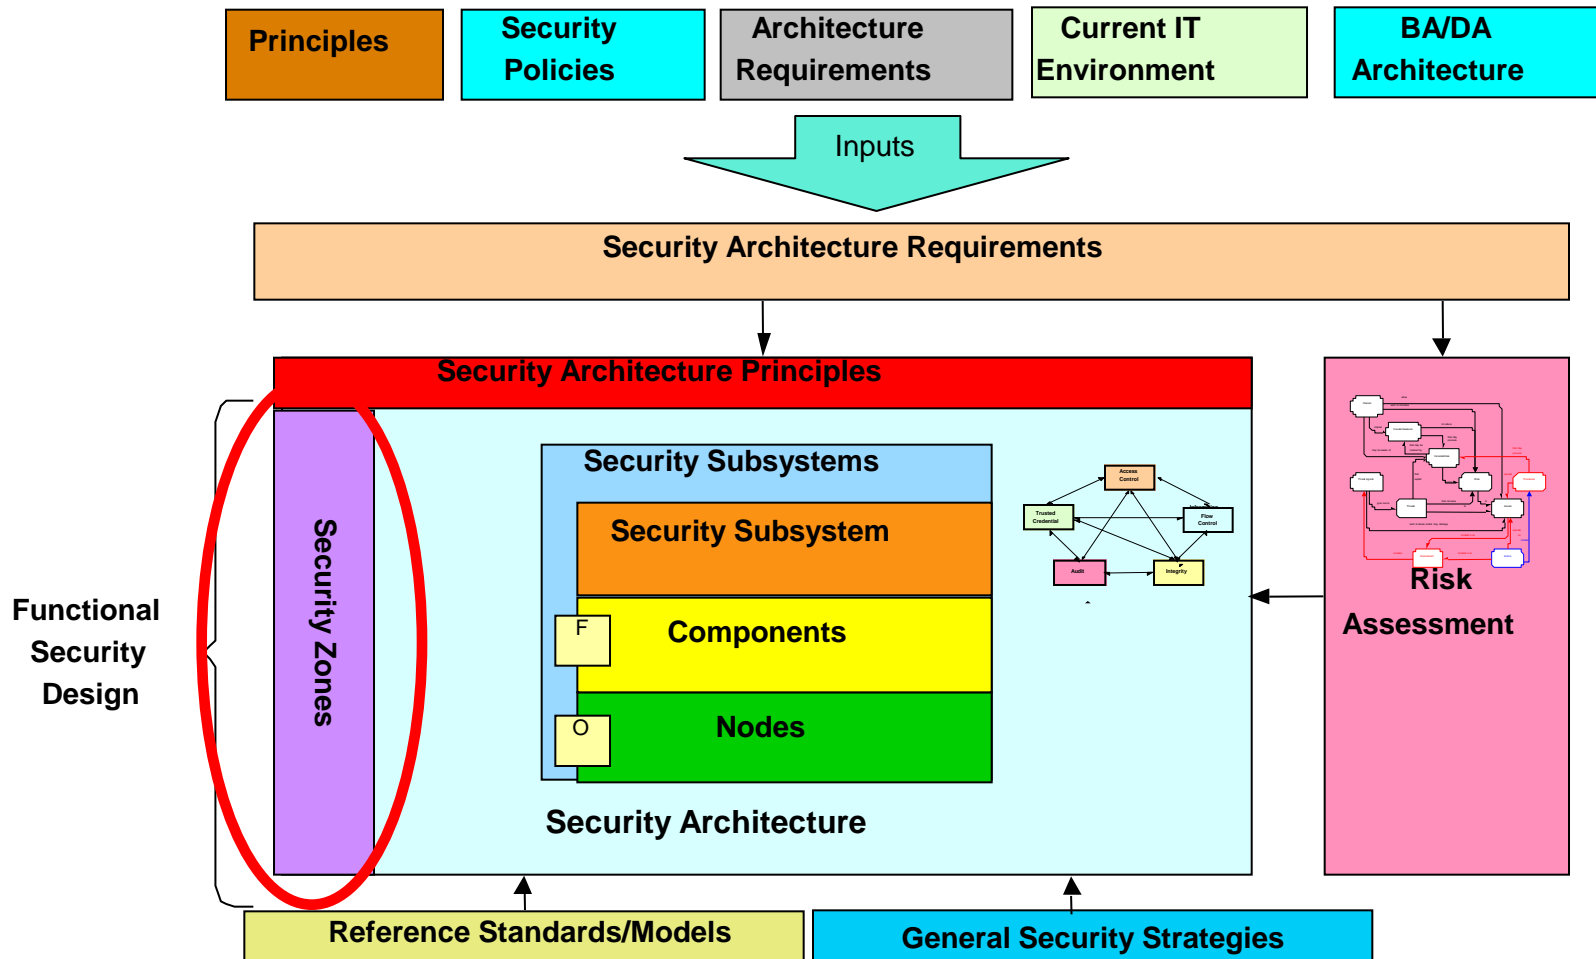 Principles
Security
Policies
Architecture
Requirements
Current IT
Environment
BA/DA
Architecture
Inputs
Security Architecture Requirements
Security Architecture Principles
Functional
Security
Design
Security Zones
Security Subsystems
Security Subsystem
Components
F
Nodes
O
Security Architecture
Access
Control
Trusted
Credential
Flow
Control
Audit
Integrity
Risk
Assessment
Reference Standards/Models
General Security Strategies